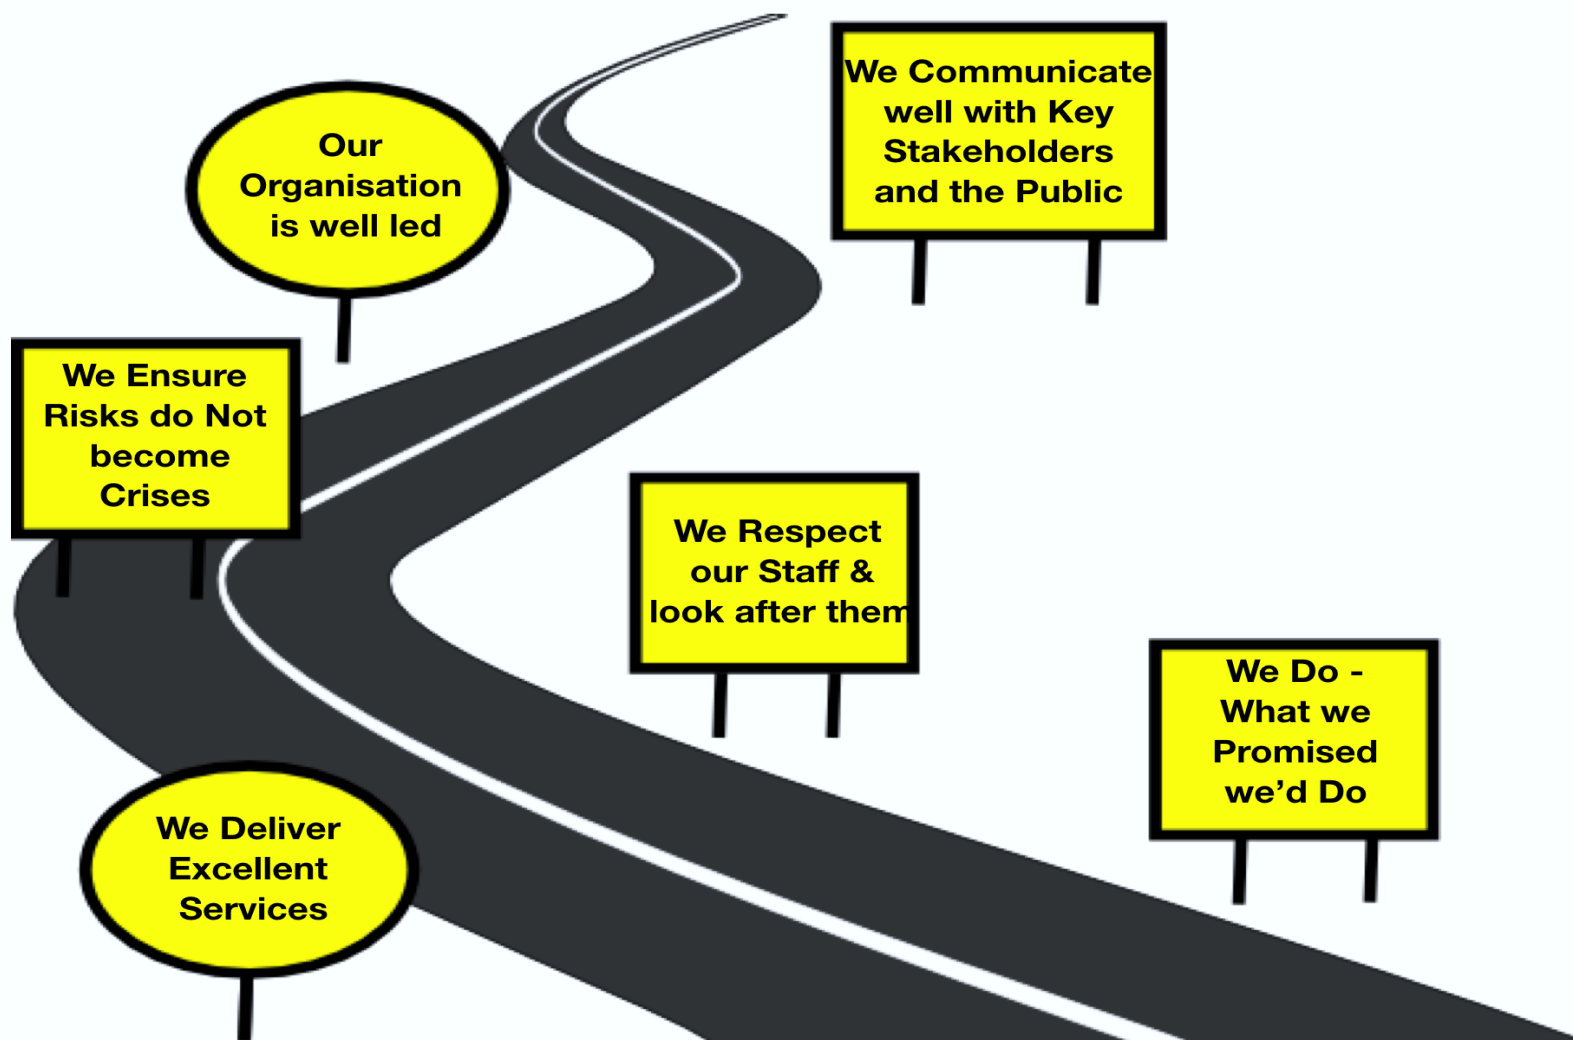 Our
Organisation
is well led
We Communicate
well with Key
Stakeholders
and the Public
We Ensure
Risks do Not
become
Crises
We Respect
our Staff &
look after them
We Do -
What we
Promised
we’d Do
We Deliver
Excellent
Services